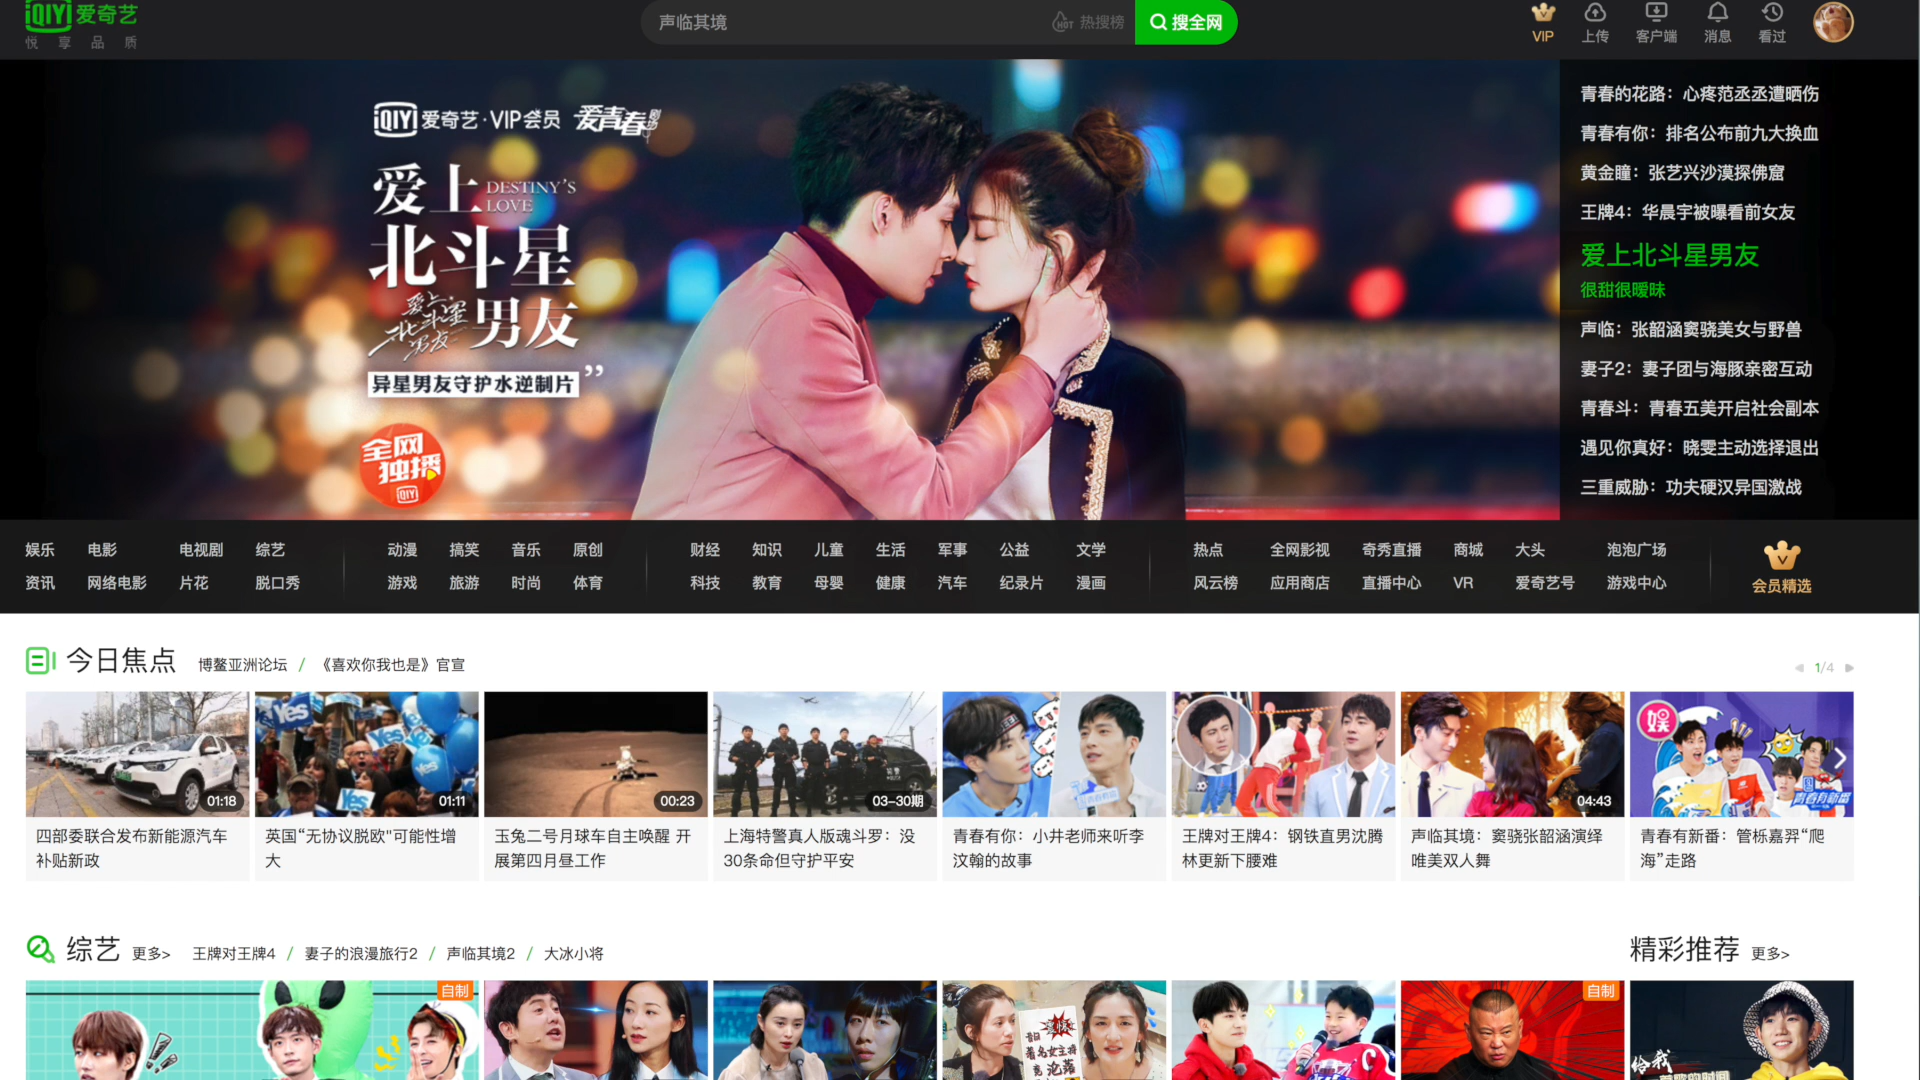 iQIYI 爱奇艺
悦享品质
声临其境
热搜榜
搜全网
VIP
上传
客户端
消息
看过
iQIYI 爱奇艺·VIP会员 爱青春剧场
爱上
DESTINY'S
LOVE
北斗星
男友
爱上北斗星男友
异星男友守护水逆制片
全网
独播
iQIYI
青春的花路：心疼范丞丞遭晒伤
青春有你：排名公布前九大换血
黄金瞳：张艺兴沙漠探佛窟
王牌4：华晨宇被曝看前女友
爱上北斗星男友
很甜很暧昧
声临：张韶涵窦骁美女与野兽
妻子2：妻子团与海豚亲密互动
青春斗：青春五美开启社会副本
遇见你真好：晓雯主动选择退出
三重威胁：功夫硬汉异国激战
娱乐 电影 电视剧 综艺 动漫 搞笑 音乐 原创 财经 知识 儿童 生活 军事 公益 文学 热点 全网影视 奇秀直播 商城 大头 泡泡广场
资讯 网络电影 片花 脱口秀 游戏 旅游 时尚 体育 科技 教育 母婴 健康 汽车 纪录片 漫画 风云榜 应用商店 直播中心 VR 爱奇艺号 游戏中心
会员精选
今日焦点 博鳌亚洲论坛 / 《喜欢你我也是》官宣
1/4
01:18
四部委联合发布新能源汽车
补贴新政
Yes
Yes
Yes
01:11
英国“无协议脱欧"可能性增
大
00:23
玉兔二号月球车自主唤醒 开
展第四月昼工作
03-30期
上海特警真人版魂斗罗：没
30条命但守护平安
青春有你：小井老师来听李
汶翰的故事
王牌对王牌4：钢铁直男沈腾
林更新下腰难
04:43
声临其境：窦骁张韶涵演绎
唯美双人舞
娱
青春有新番
青春有新番：管栎嘉羿“爬
海”走路
综艺 更多> 王牌对王牌4 / 妻子的浪漫旅行2 / 声临其境2 / 大冰小将
精彩推荐 更多>
自制
C
自制
给我